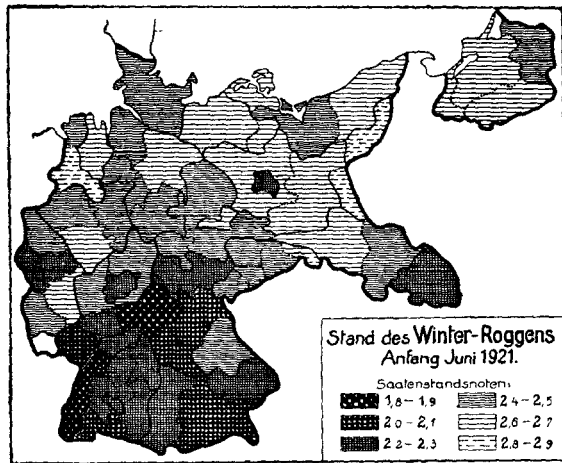 Stand des Winter-Roggens
Anfang Juni 1921.
Saatenstandsnoten:
1,8 – 1,9 2,4 – 2,5
2,0 – 2,1 2,6 – 2,7
2,2 – 2,3 2,8 – 2,9